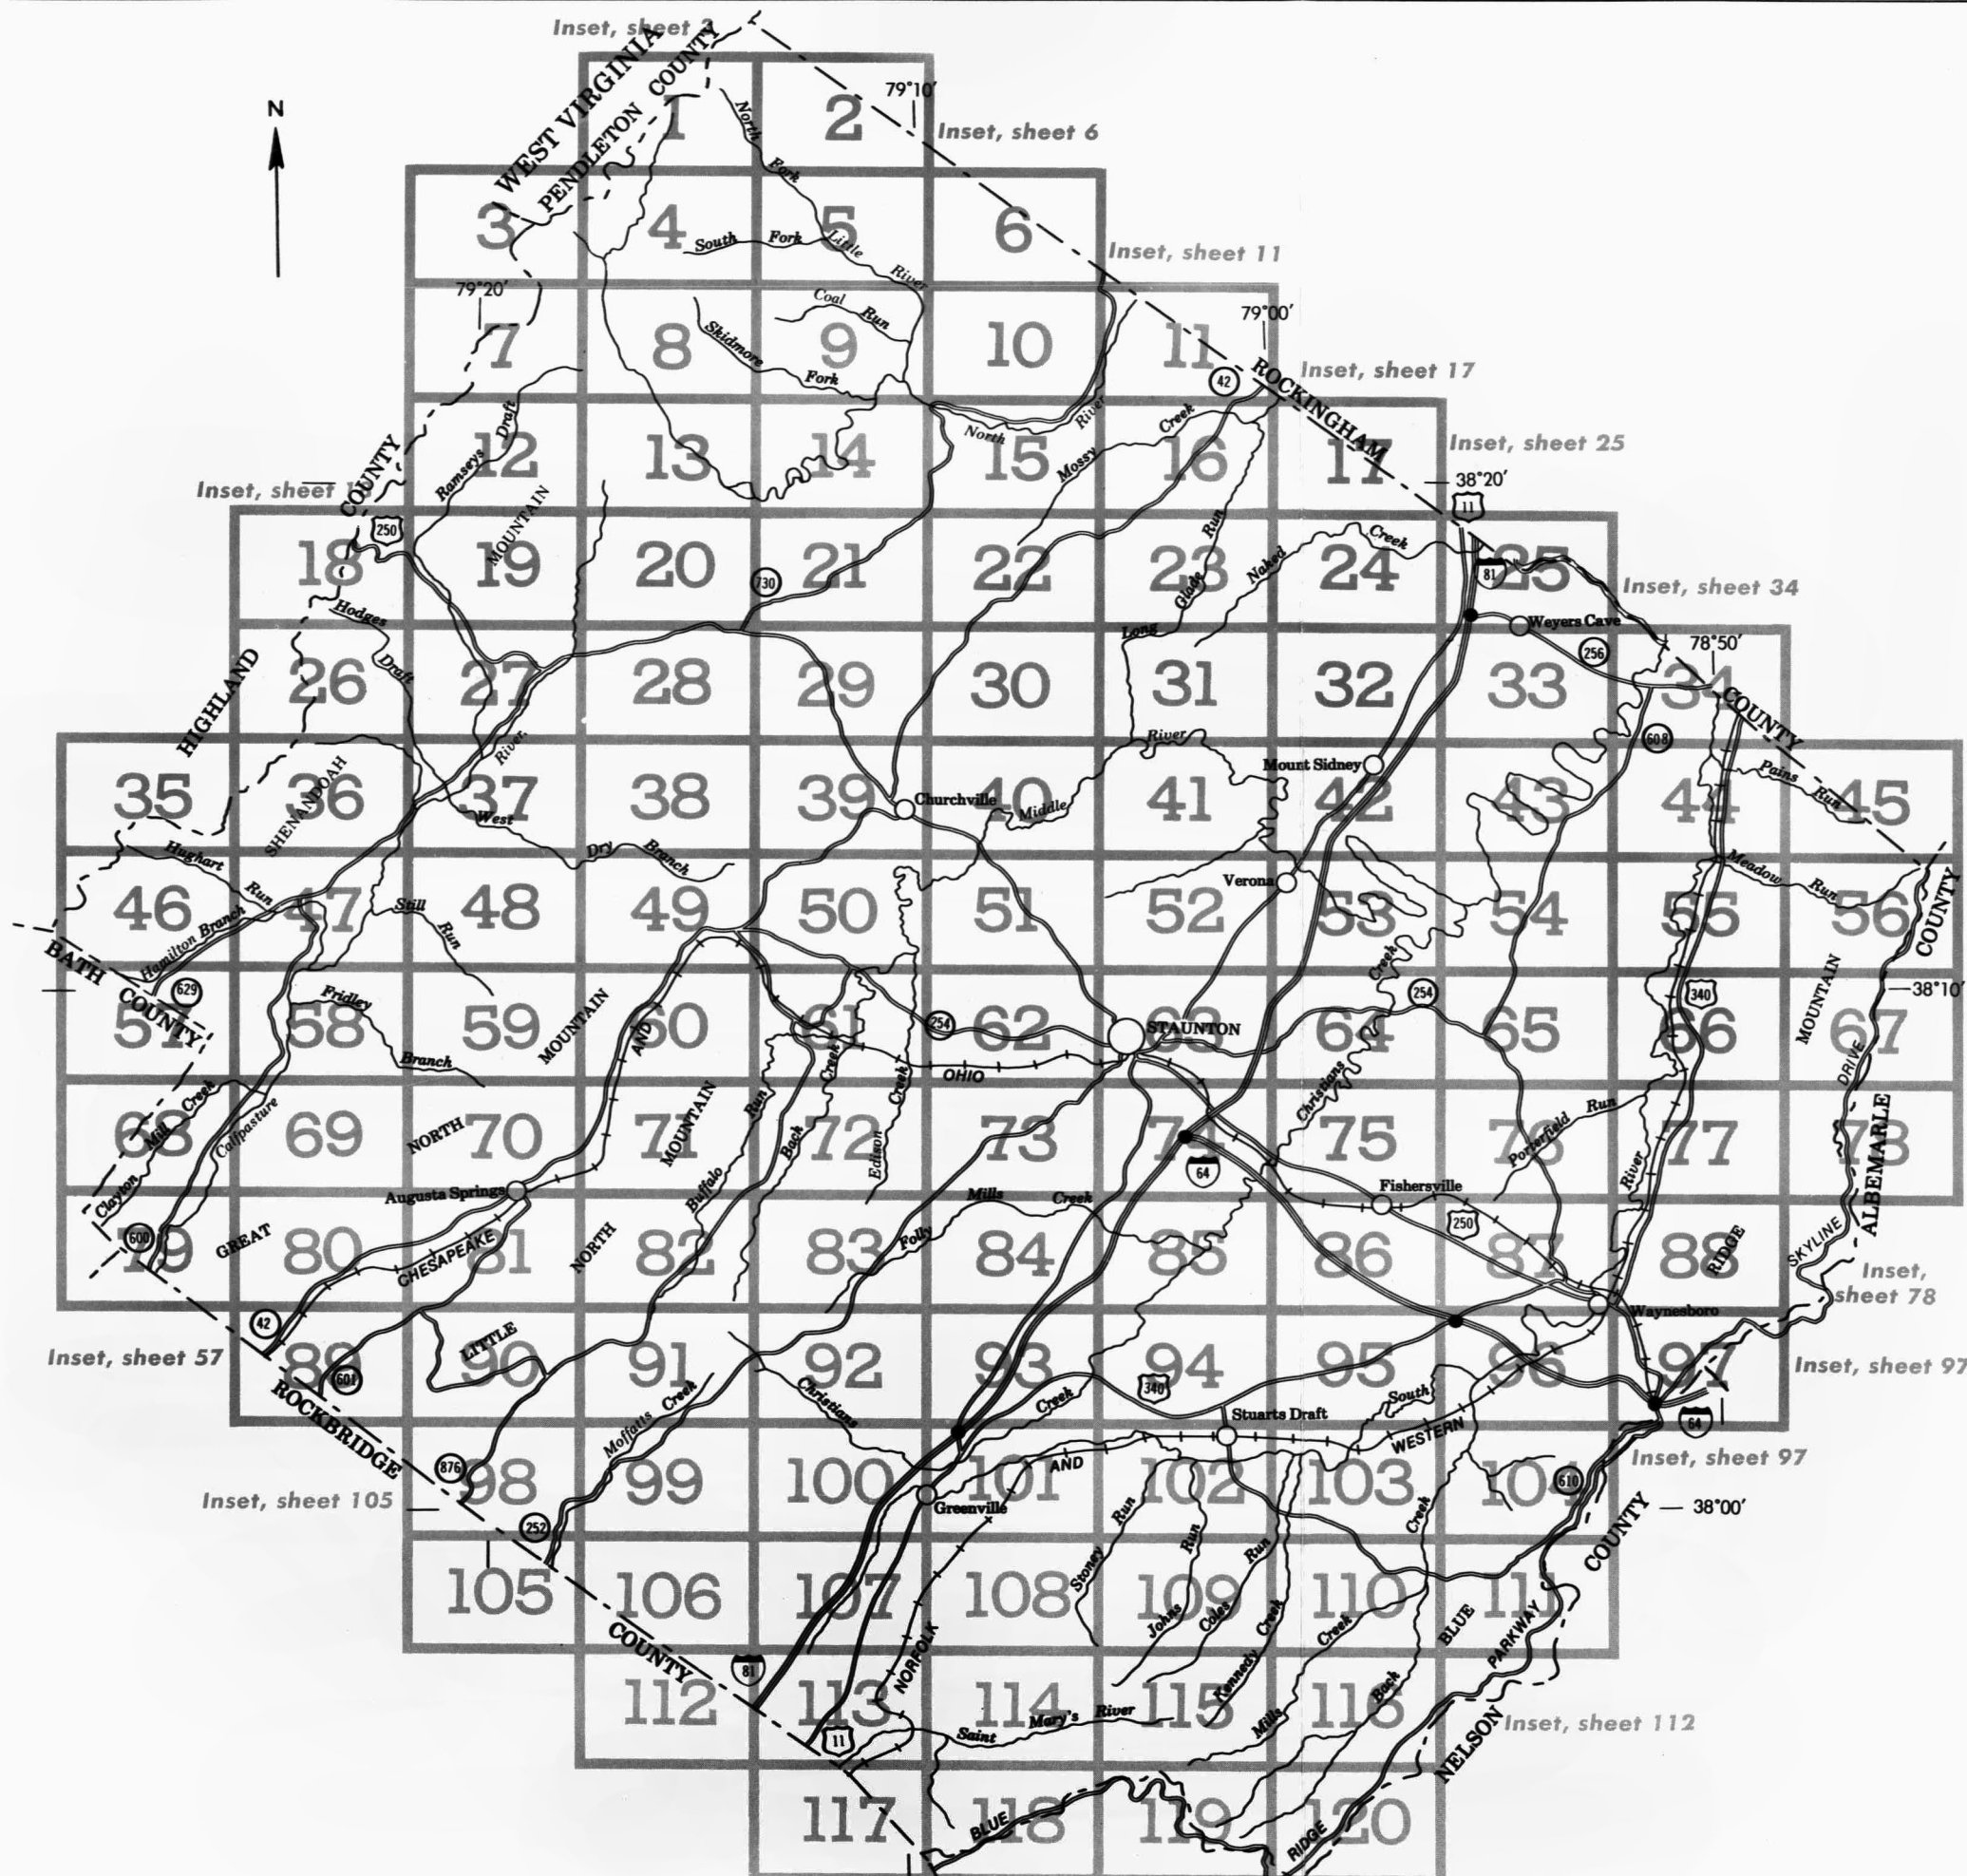 Inset, sheet 3
WEST VIRGINIA
PENDLETON COUNTY
N
79°10'
1
2
North
Fork
Inset, sheet 6
3
4
5
6
South Fork Little River
Inset, sheet 11
79°20'
79°00'
7
8
9
10
11
Coal Run
Skidmore Fork
42
ROCKINGHAM
Inset, sheet 17
12
13
14
15
16
17
Ramseys Draft
North River
Mossy Creek
Inset, sheet 25
38°20'
Inset, sheet
COUNTY
MOUNTAIN
250
11
18
19
20
21
22
23
24
25
730
81
Glade Run
Naked Creek
Inset, sheet 34
Hodges
Draft
Long
Weyers Cave
256
78°50'
HIGHLAND
26
27
28
29
30
31
32
33
34
COUNTY
River
River
608
Mount Sidney
35
36
37
38
39
40
41
42
43
44
45
SHENANDOAH
West
Dry Branch
Churchville
Middle
Pains Run
Hughart Run
Verona
Meadow Run
46
47
48
49
50
51
52
53
54
55
56
Hamilton Branch
Still Run
Creek
COUNTY
BATH COUNTY
629
254
254
340
MOUNTAIN
38°10'
57
58
59
60
61
62
63
64
65
66
67
Fridley
Branch
MOUNTAIN
AND
STAUNTON
OHIO
Creek
Creek
Christians
DRIVE
68
69
70
71
72
73
74
75
76
77
78
Mill Creek
Calfpasture
NORTH
MOUNTAIN
Run
Back
Edison
Porterfield Run
River
ALBEMARLE
64
Clayton
Augusta Springs
Buffalo
Mills Creek
Fishersville
250
600
79
80
81
82
83
84
85
86
87
88
GREAT
CHESAPEAKE
NORTH
Folly
RIDGE
SKYLINE
Inset,
sheet 78
Waynesboro
42
Inset, sheet 57
89
90
91
92
93
94
95
96
97
LITTLE
601
Inset, sheet 97
ROCKBRIDGE
Moffatts Creek
Christians
Creek
340
South
Stuarts Draft
WESTERN
64
876
98
99
100
101
102
103
104
AND
Inset, sheet 97
Inset, sheet 105
610
Greenville
38°00'
252
Run
Run
Run
Creek
COUNTY
105
106
107
108
109
110
111
Stoney
Johns
Coles
Creek
Creek
BLUE
PARKWAY
COUNTY
81
NORFOLK
112
113
114
115
116
11
Saint Mary's River
Kennedy
Mills
Back
NELSON
Inset, sheet 112
117
118
119
120
BLUE
RIDGE